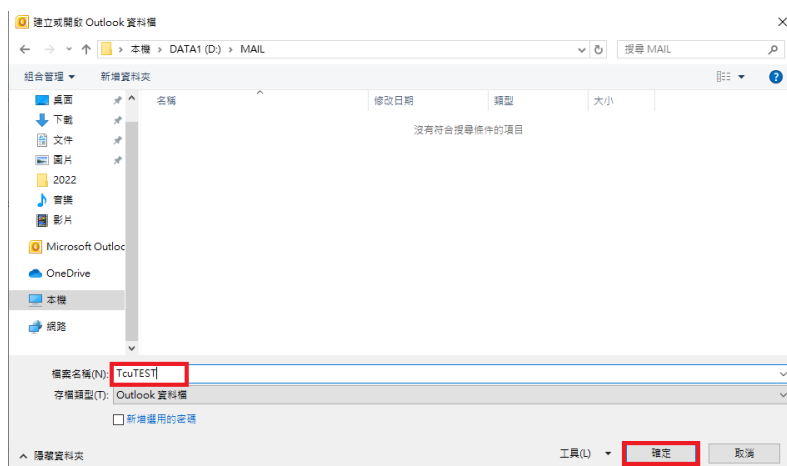 建立或開啟 Outlook 資料檔
本機 › DATA1 (D:) › MAIL
搜尋 MAIL
組合管理 新增資料夾
桌面
下載
文件
圖片
2022
音樂
影片
Microsoft Outloc
OneDrive
本機
網路
名稱 修改日期 類型 大小
沒有符合搜尋條件的項目
檔案名稱(N): TcuTEST
存檔類型(T): Outlook 資料檔
新增選用的密碼
隱藏資料夾
工具(L) 確定 取消